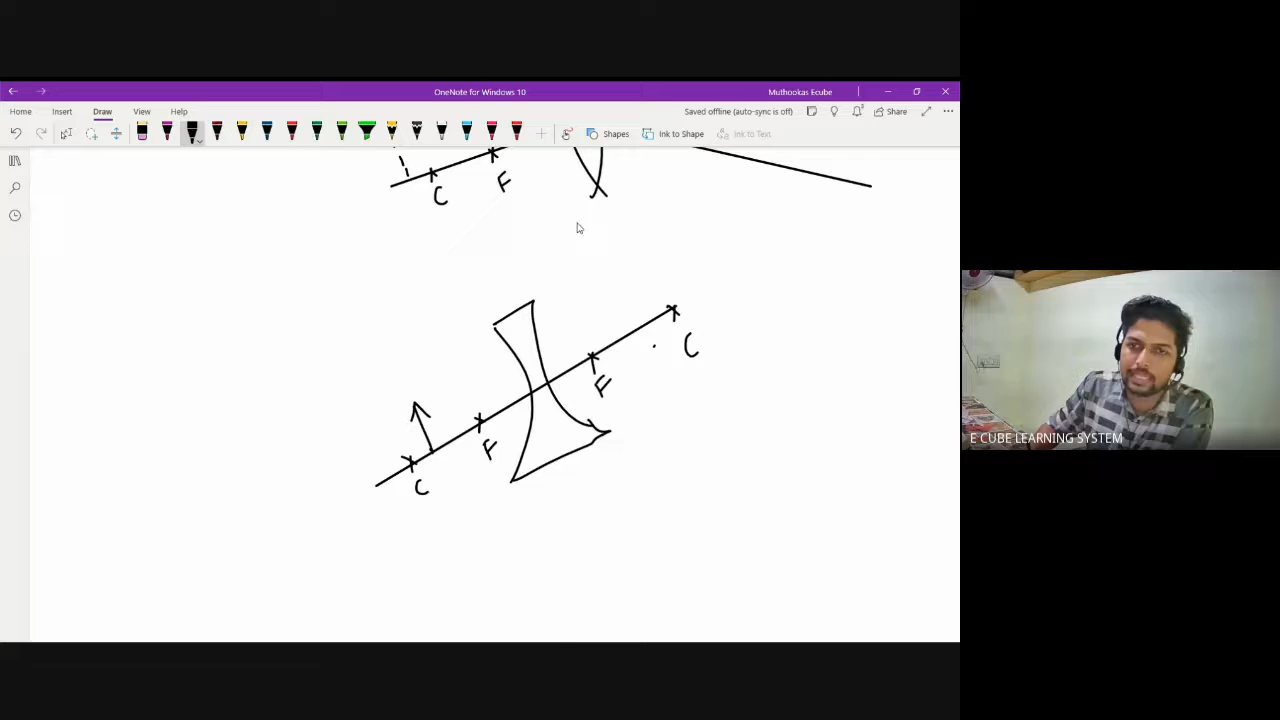 OneNote for Windows 10
Muthookas Ecube
Home Insert Draw View Help
Saved offline (auto-sync is off)
Share
Shapes
Ink to Shape
Ink to Text
C
F
C
F
F
C
E CUBE LEARNING SYSTEM